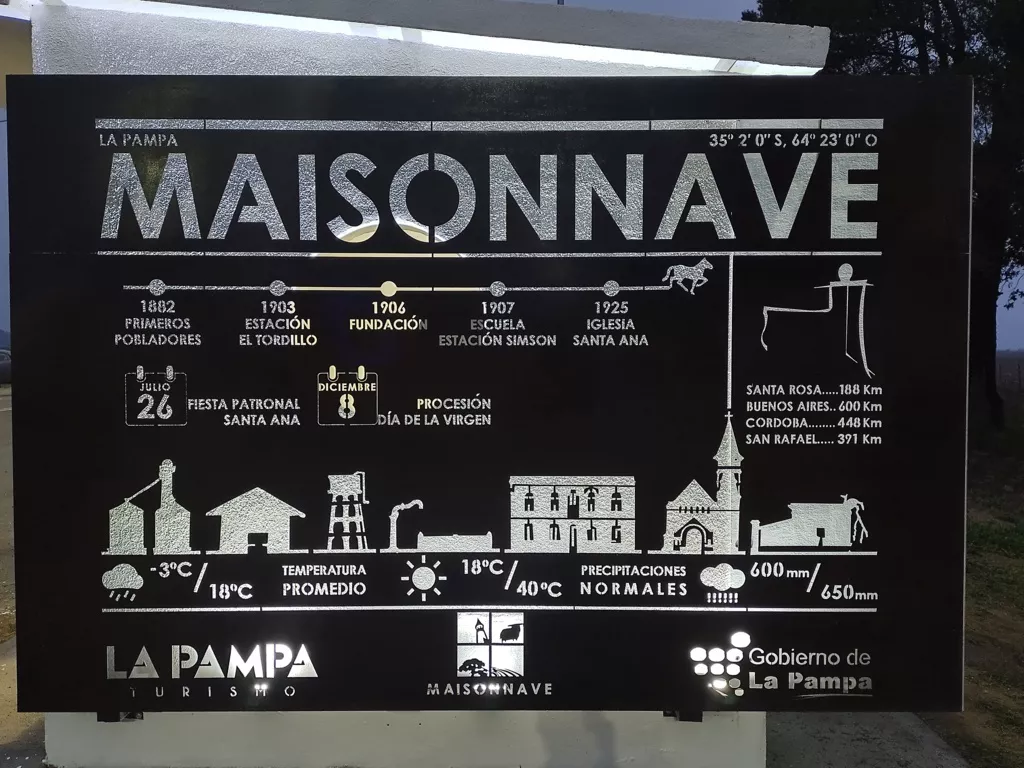 LA PAMPA
35º 2' 0" S, 64º 23' 0" O
MAISONNAVE
1882
PRIMEROS
POBLADORES
1903
ESTACIÓN
EL TORDILLO
1906
FUNDACIÓN
1907
ESCUELA
ESTACIÓN SIMSON
1925
IGLESIA
SANTA ANA
JULIO
26
FIESTA PATRONAL
SANTA ANA
DICIEMBRE
8
PROCESIÓN
DÍA DE LA VIRGEN
SANTA ROSA.....188 Km
BUENOS AIRES..600 Km
CORDOBA........448 Km
SAN RAFAEL.....391 Km
-3ºC/18ºC
TEMPERATURA
PROMEDIO
18ºC/40ºC
PRECIPITACIONES
NORMALES
600mm/650mm
LA PAMPA
TURISMO
MAISONNAVE
Gobierno de
La Pampa